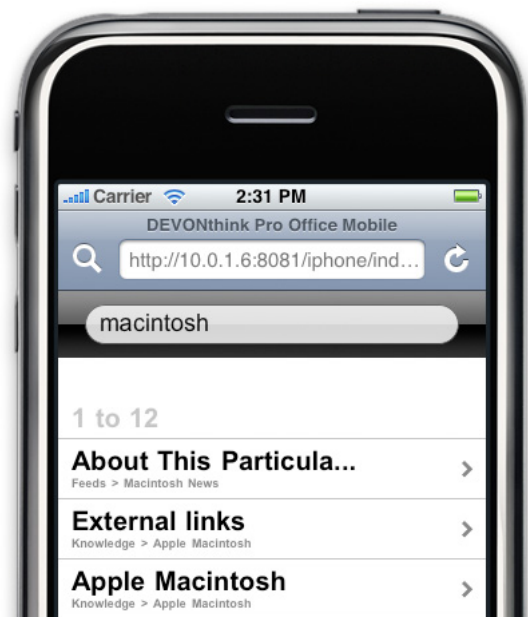 Carrier 2:31 PM
DEVONthink Pro Office Mobile
http://10.0.1.6:8081/iphone/ind...
macintosh
1 to 12
About This Particula...
Feeds > Macintosh News
External links
Knowledge > Apple Macintosh
Apple Macintosh
Knowledge > Apple Macintosh